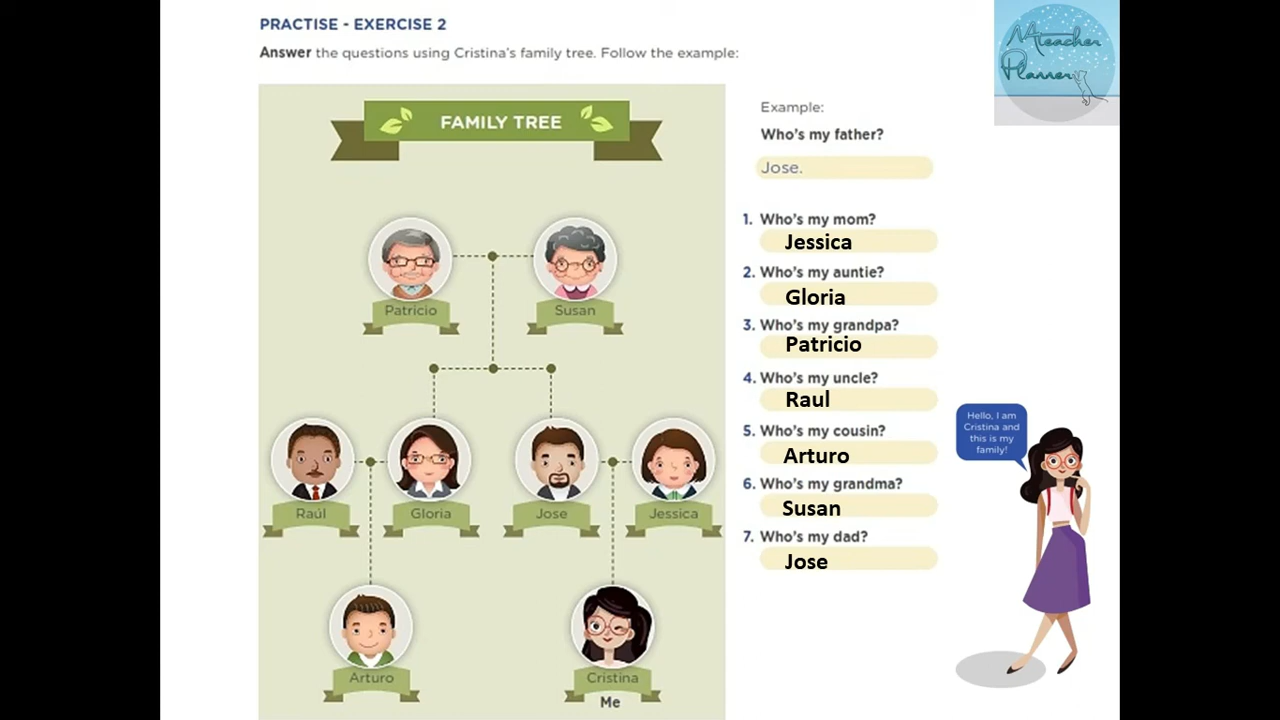 PRACTISE - EXERCISE 2
Answer the questions using Cristina's family tree. Follow the example:
Mteacher
Planner
FAMILY TREE
Patricio
Susan
Raúl
Gloria
Jose
Jessica
Arturo
Cristina
Me
Example:
Who's my father?
Jose.
1. Who's my mom?
Jessica
2. Who's my auntie?
Gloria
3. Who's my grandpa?
Patricio
4. Who's my uncle?
Raul
5. Who's my cousin?
Arturo
6. Who's my grandma?
Susan
7. Who's my dad?
Jose
Hello, I am
Cristina and
this is my
family!